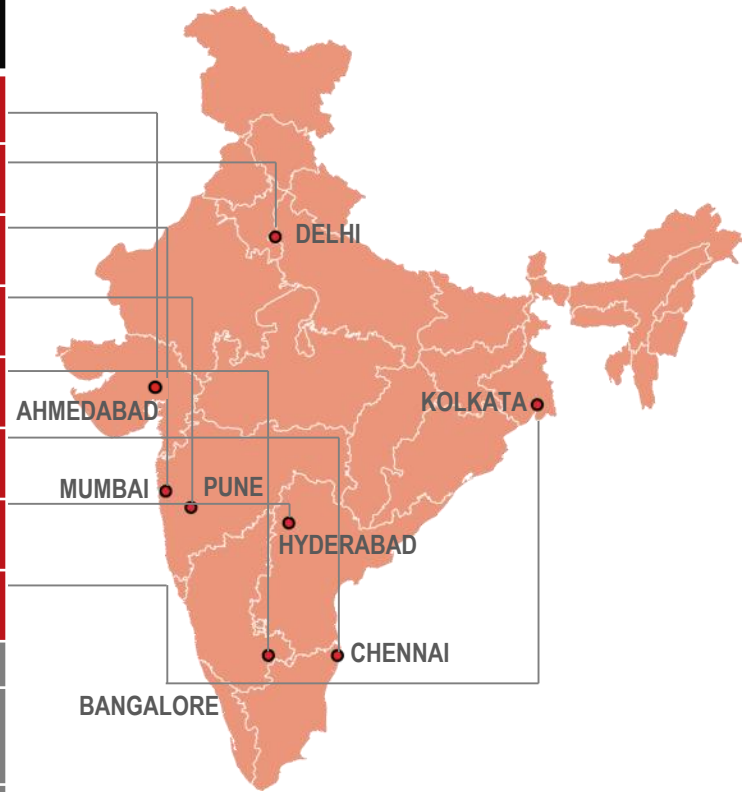 DELHI
KOLKATA
AHMEDABAD
MUMBAI
PUNE
HYDERABAD
CHENNAI
BANGALORE